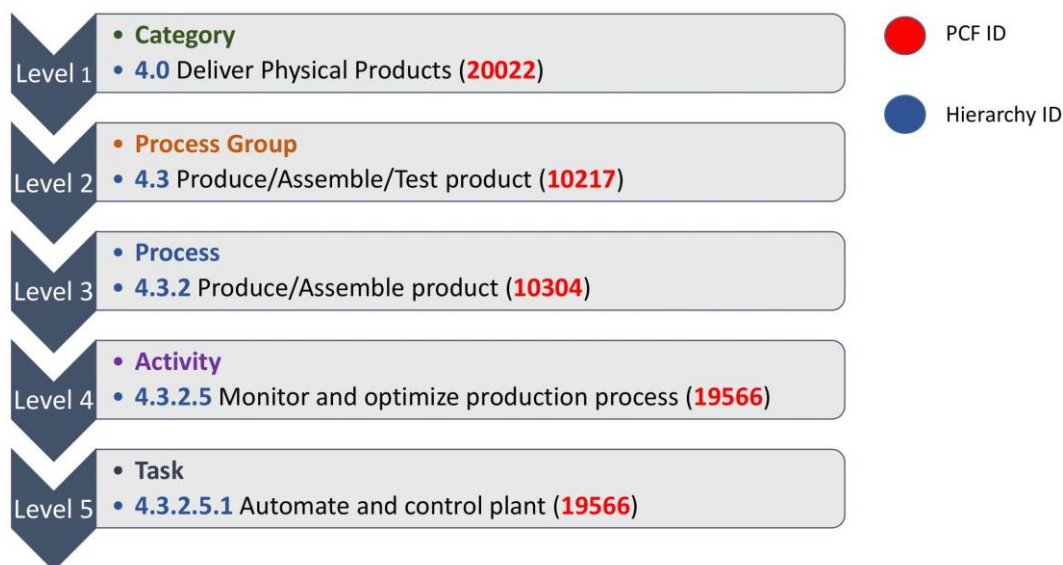 Level 1
• Category
• 4.0 Deliver Physical Products (20022)
Level 2
• Process Group
• 4.3 Produce/Assemble/Test product (10217)
Level 3
• Process
• 4.3.2 Produce/Assemble product (10304)
Level 4
• Activity
• 4.3.2.5 Monitor and optimize production process (19566)
Level 5
• Task
• 4.3.2.5.1 Automate and control plant (19566)
PCF ID
Hierarchy ID